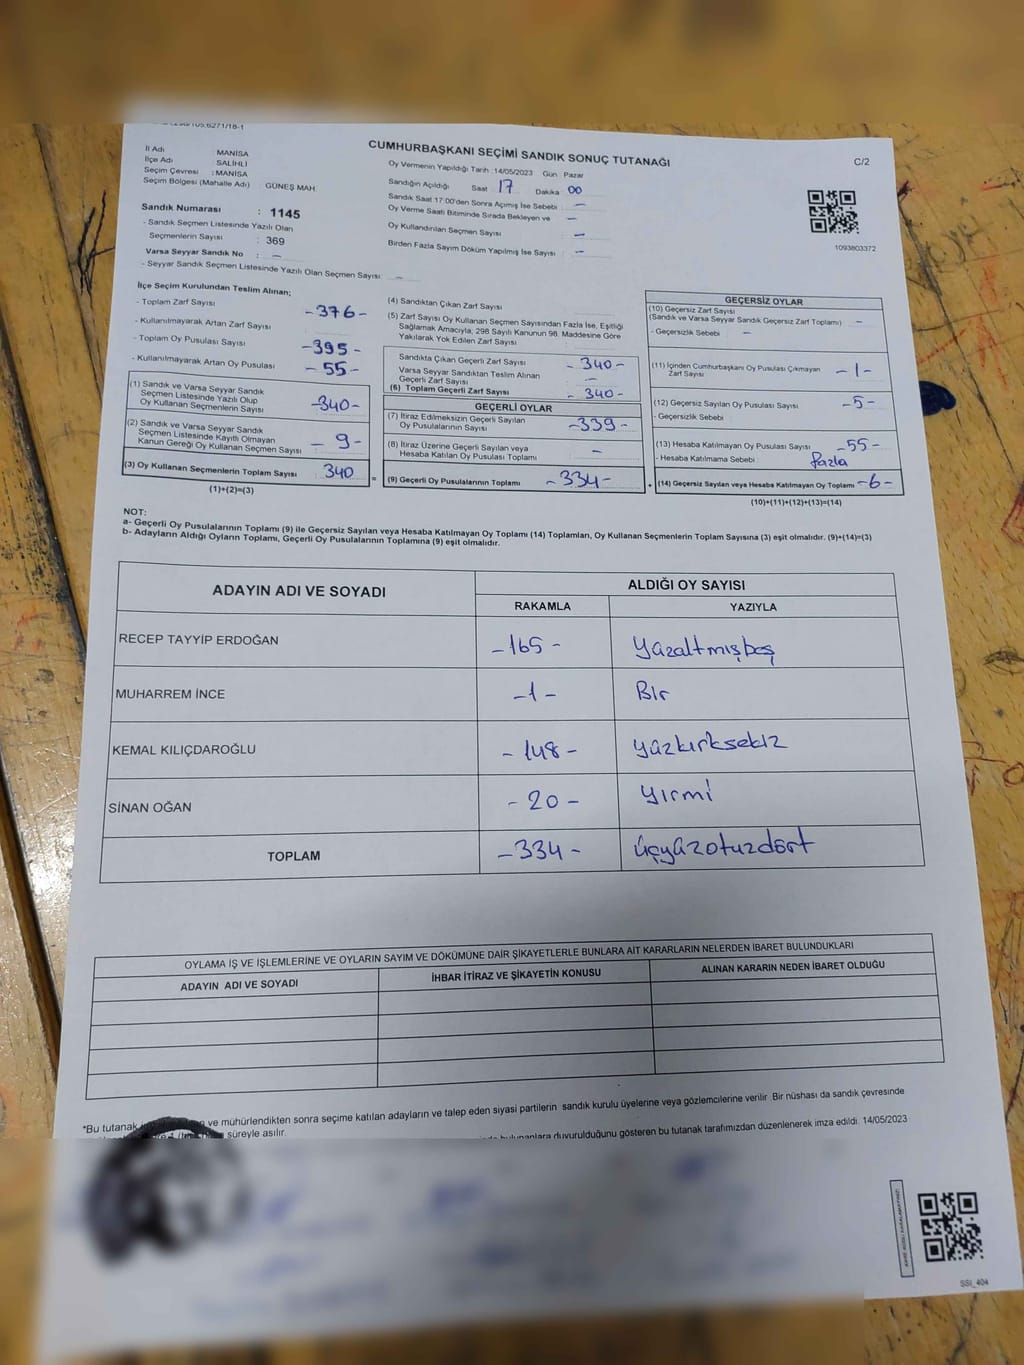 CUMHURBAŞKANI SEÇİMİ SANDIK SONUÇ TUTANAĞI
C/2
İl Adı : MANİSA
İlçe Adı : SALİHLİ
Seçim Çevresi : MANİSA
Seçim Bölgesi (Mahalle Adı) GÜNEŞ MAH.
Sandık Numarası : 1145
- Sandık Seçmen Listesinde Yazılı Olan
Seçmenlerin Sayısı : 369
Varsa Seyyar Sandık No : -
- Seyyar Sandık Seçmen Listesinde Yazılı Olan Seçmen Sayısı : -
Oy Vermenin Yapıldığı Tarih :14/05/2023 Gün : Pazar
Sandığın Açıldığı Saat 17 Dakika 00
Sandık Saat 17:00'den Sonra Açımış İse Sebebi : -
Oy Verme Saati Bitiminde Sırada Bekleyen ve -
Oy Kullandırılan Seçmen Sayısı : -
Birden Fazla Sayım Döküm Yapılmış İse Sayısı : -
1093803372
İlçe Seçim Kurulundan Teslim Alınan;
- Toplam Zarf Sayısı -376-
- Kullanılmayarak Artan Zarf Sayısı
- Toplam Oy Pusulası Sayısı -395-
- Kullanılmayarak Artan Oy Pusulası -55-
(1) Sandık ve Varsa Seyyar Sandık
Seçmen Listesinde Yazılı Olup
Oy Kullanan Seçmenlerin Sayısı -340-
(2) Sandık ve Varsa Seyyar Sandık
Seçmen Listesinde Kayıtlı Olmayan
Kanun Gereği Oy Kullanan Seçmen Sayısı - 9-
(3) Oy Kullanan Seçmenlerin Toplam Sayısı 340
(1)+(2)=(3)
(4) Sandıktan Çıkan Zarf Sayısı
(5) Zarf Sayısı Oy Kullanan Seçmen Sayısından Fazla İse, Eşitliği
Sağlamak Amacıyla, 298 Sayılı Kanunun 98. Maddesine Göre
Yakılarak Yok Edilen Zarf Sayısı
Sandıkta Çıkan Geçerli Zarf Sayısı - 340-
Varsa Seyyar Sandıktan Teslim Alınan
Geçerli Zarf Sayısı -
(6) Toplam Geçerli Zarf Sayısı - 340-
GEÇERLİ OYLAR
(7) İtiraz Edilmeksizin Geçerli Sayılan
Oy Pusulalarının Sayısı -339-
(8) İtiraz Üzerine Geçerli Sayılan veya
Hesaba Katılan Oy Pusulası Toplamı -
= (9) Geçerli Oy Pusulalarının Toplamı -334-
GEÇERSİZ OYLAR
(10) Geçersiz Zarf Sayısı
(Sandık ve Varsa Seyyar Sandık Geçersiz Zarf Toplamı) -
- Geçersizlik Sebebi : -
(11) İçinden Cumhurbaşkanı Oy Pusulası Çıkmayan
Zarf Sayısı -1-
(12) Geçersiz Sayılan Oy Pusulası Sayısı -5-
- Geçersizlik Sebebi :
(13) Hesaba Katılmayan Oy Pusulası Sayısı -55-
- Hesaba Katılmama Sebebi : fazla
+ (14) Geçersiz Sayılan veya Hesaba Katılmayan Oy Toplamı -6-
(10)+(11)+(12)+(13)=(14)
NOT:
a- Geçerli Oy Pusulalarının Toplamı (9) ile Geçersiz Sayılan veya Hesaba Katılmayan Oy Toplamı (14) Toplamları, Oy Kullanan Seçmenlerin Toplam Sayısına (3) eşit olmalıdır. (9)+(14)=(3)
b- Adayların Aldığı Oyların Toplamı, Geçerli Oy Pusulalarının Toplamına (9) eşit olmalıdır.
ADAYIN ADI VE SOYADI ALDIĞI OY SAYISI
RAKAMLA YAZIYLA
RECEP TAYYİP ERDOĞAN -165- Yüzaltmışbeş
MUHARREM İNCE -1- Bir
KEMAL KILIÇDAROĞLU -148- yüzkırksekiz
SİNAN OĞAN -20- yirmi
TOPLAM -334- üçyüzotuzdört
OYLAMA İŞ VE İŞLEMLERİNE VE OYLARIN SAYIM VE DÖKÜMÜNE DAİR ŞİKAYETLERLE BUNLARA AİT KARARLARIN NELERDEN İBARET BULUNDUKLARI
ADAYIN ADI VE SOYADI İHBAR İTİRAZ VE ŞİKAYETİN KONUSU ALINAN KARARIN NEDEN İBARET OLDUĞU
*Bu tutanak ve mühürlendikten sonra seçime katılan adayların ve talep eden siyasi partilerin sandık kurulu üyelerine veya gözlemcilerine verilir. Bir nüshası da sandık çevresinde
süreyle asılır.
duyurulduğunu gösteren bu tutanak tarafımızdan düzenlenerek imza edildi. 14/05/2023
SSI_404